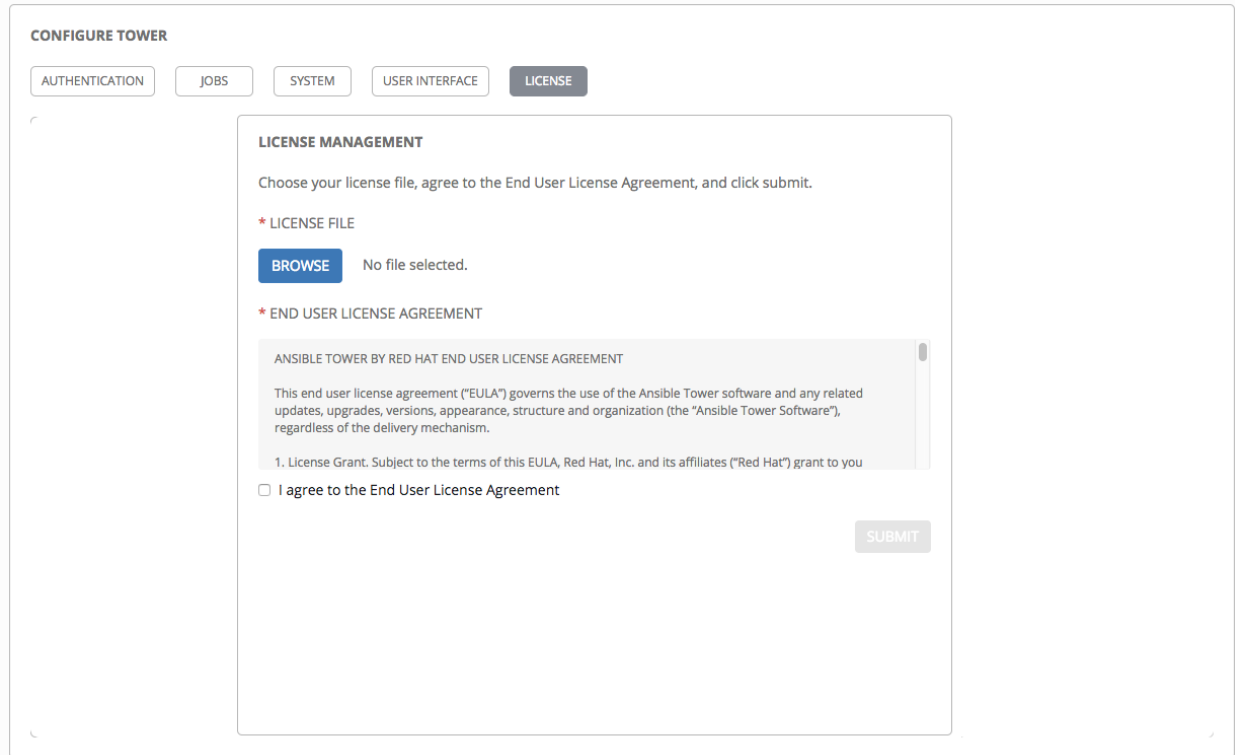 CONFIGURE TOWER
AUTHENTICATION JOBS SYSTEM USER INTERFACE LICENSE
LICENSE MANAGEMENT
Choose your license file, agree to the End User License Agreement, and click submit.
* LICENSE FILE
BROWSE No file selected.
* END USER LICENSE AGREEMENT
ANSIBLE TOWER BY RED HAT END USER LICENSE AGREEMENT
This end user license agreement (“EULA”) governs the use of the Ansible Tower software and any related
updates, upgrades, versions, appearance, structure and organization (the “Ansible Tower Software”),
regardless of the delivery mechanism.
1. License Grant. Subject to the terms of this EULA, Red Hat, Inc. and its affiliates (“Red Hat”) grant to you
I agree to the End User License Agreement
SUBMIT